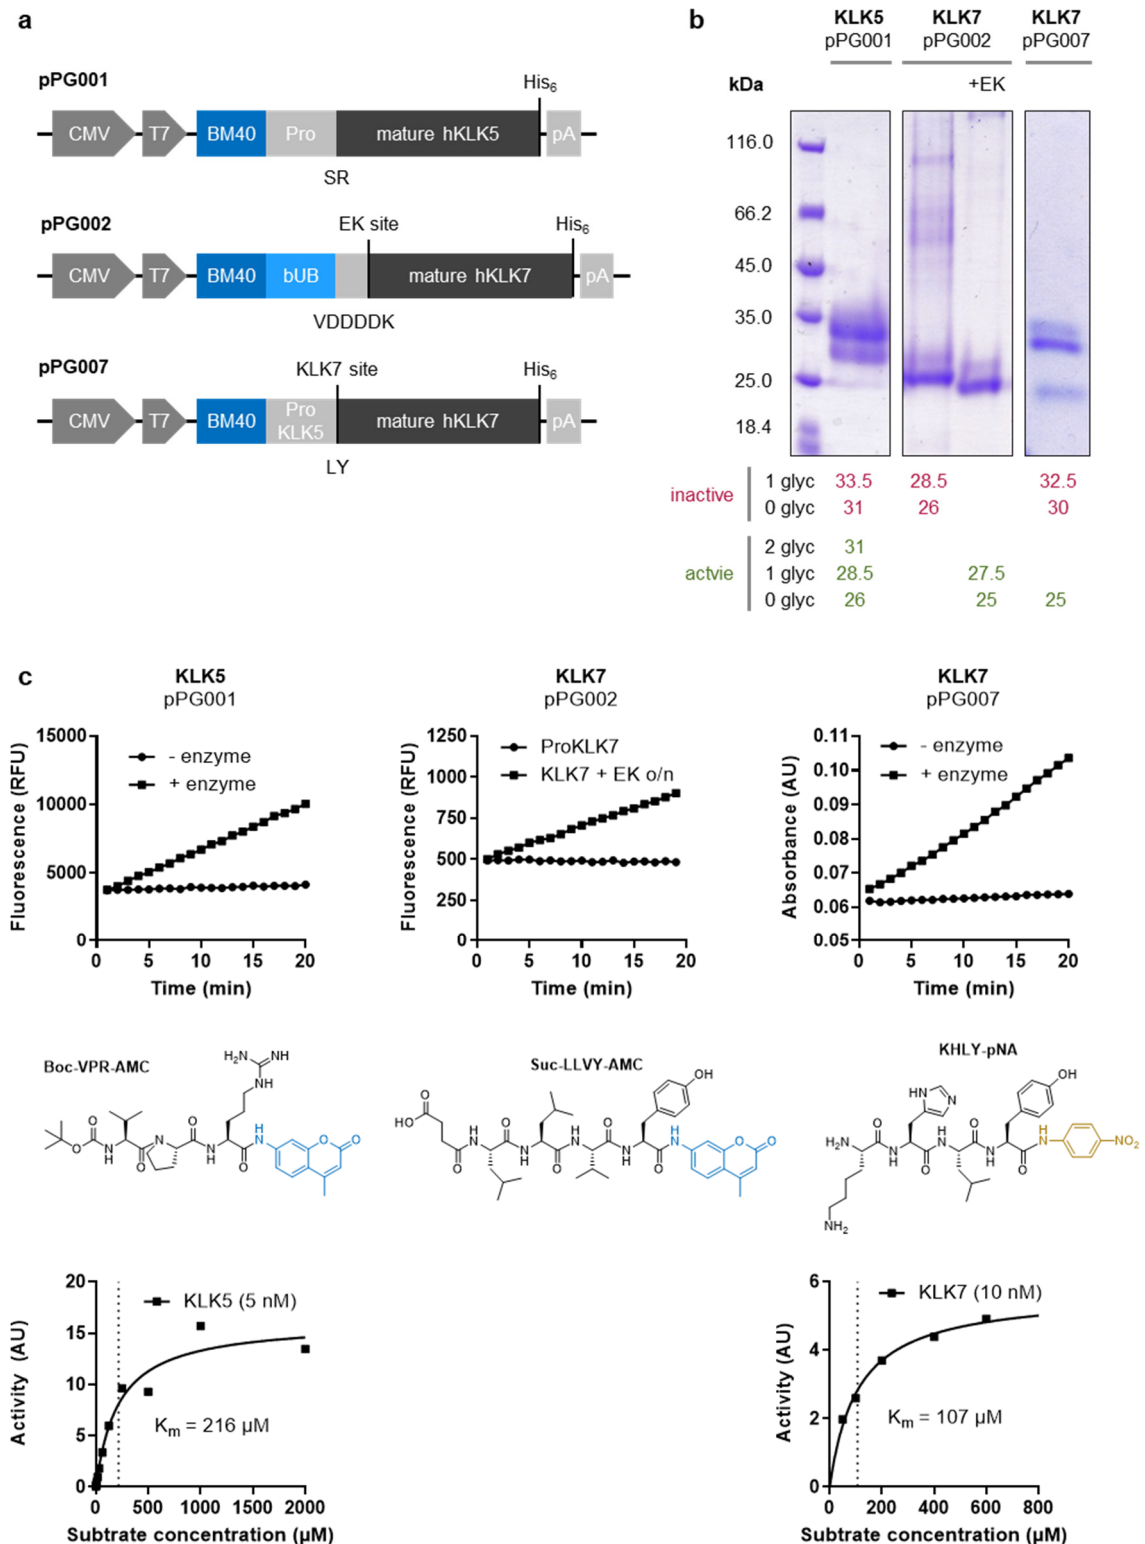 a
pPG001
His6
CMV T7 BM40 Pro mature hKLK5 pA
SR
pPG002
EK site His6
CMV T7 BM40 bUB mature hKLK7 pA
VDDDDK
pPG007
KLK7 site His6
CMV T7 BM40 Pro KLK5 mature hKLK7 pA
LY
b
KLK5 KLK7 KLK7
pPG001 pPG002 pPG007
kDa +EK
116.0
66.2
45.0
35.0
25.0
18.4
inactive
1 glyc 33.5 28.5 32.5
0 glyc 31 26 30
actvie
2 glyc 31
1 glyc 28.5 27.5
0 glyc 26 25 25
c
KLK5
pPG001
Fluorescence (RFU)
15000
10000
5000
0
- enzyme
+ enzyme
0 5 10 15 20
Time (min)
KLK7
pPG002
Fluorescence (RFU)
1250
1000
750
500
250
0
ProKLK7
KLK7 + EK o/n
0 5 10 15 20
Time (min)
KLK7
pPG007
Absorbance (AU)
0.11
0.10
0.09
0.08
0.07
0.06
0.05
- enzyme
+ enzyme
0 5 10 15 20
Time (min)
Boc-VPR-AMC
H2N NH
NH
O O O
O N H N N H H N O O
Suc-LLVY-AMC
OH
O
HO
O H N O H N O H N O O
N H O N H O N H O
KHLY-pNA
OH
HN N
H2N O N H H N O N H H N
O O NO2
NH2
Activity (AU)
20
15
10
5
0
KLK5 (5 nM)
Km = 216 µM
0 500 1000 1500 2000
Subtrate concentration (µM)
Activity (AU)
6
4
2
0
KLK7 (10 nM)
Km = 107 µM
0 200 400 600 800
Subtrate concentration (µM)